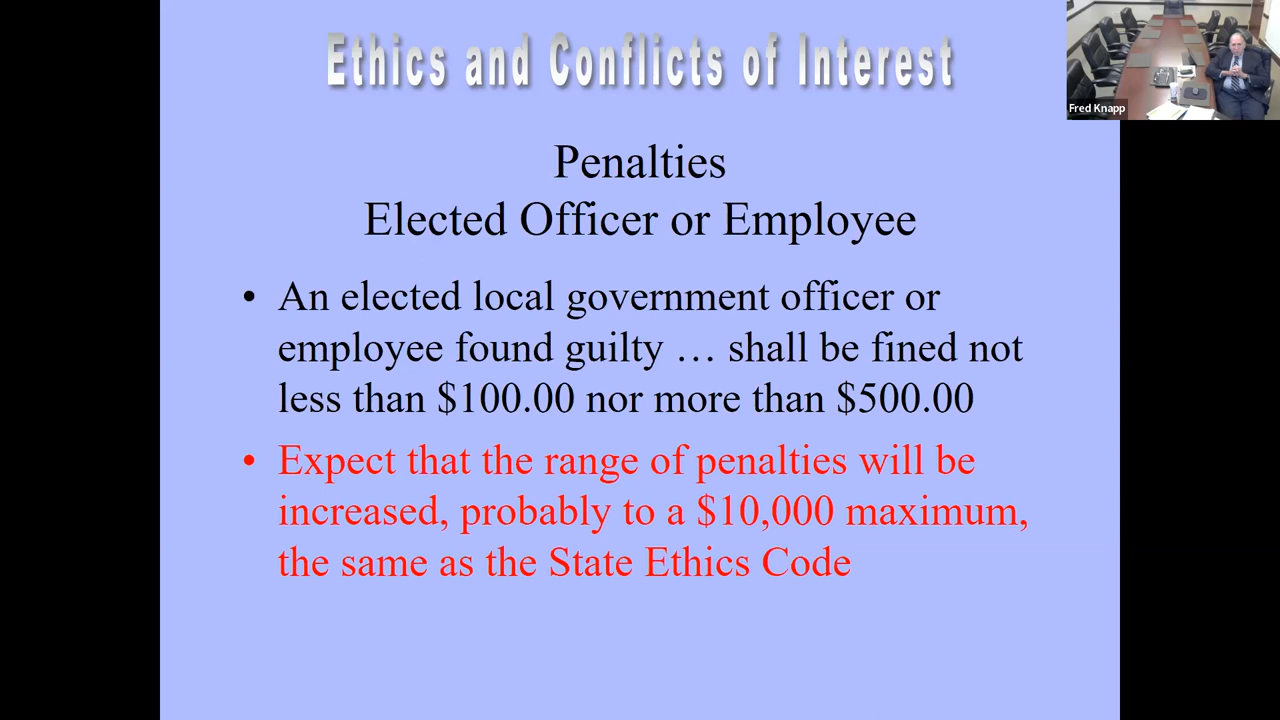 Ethics and Conflicts of Interest
Fred Knapp
Penalties
Elected Officer or Employee
• An elected local government officer or
employee found guilty … shall be fined not
less than $100.00 nor more than $500.00
• Expect that the range of penalties will be
increased, probably to a $10,000 maximum,
the same as the State Ethics Code